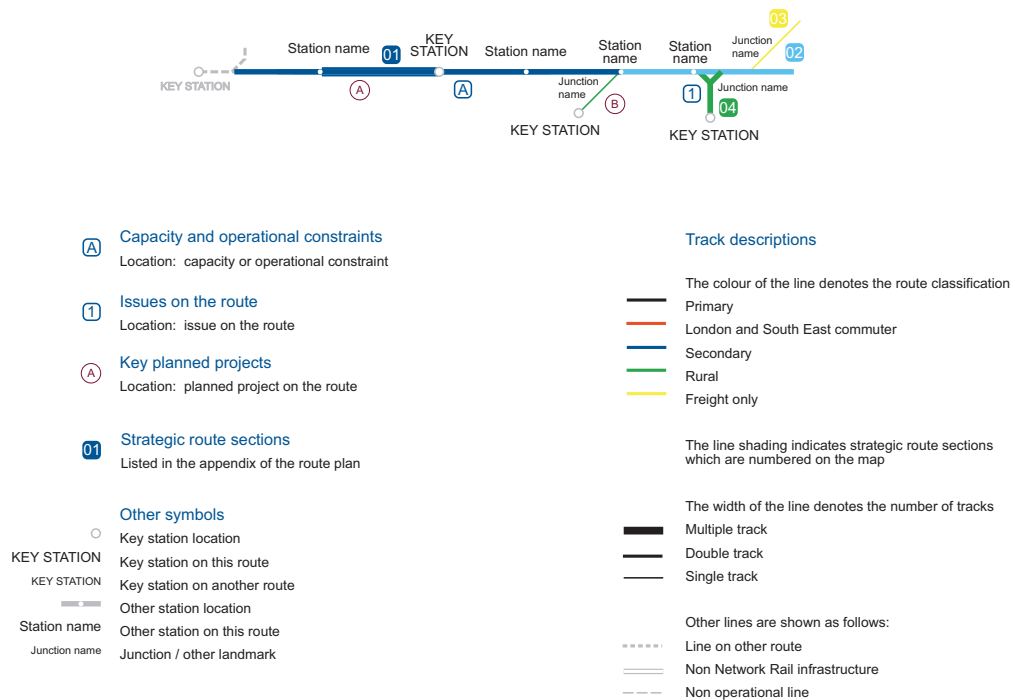 03
KEY
STATION
Station name
01
Station name
Station
name
Station
name
Junction
name
02
KEY STATION
A
A
Junction
name
B
1
Junction name
04
KEY STATION
KEY STATION
A
Capacity and operational constraints
Location: capacity or operational constraint
1
Issues on the route
Location: issue on the route
A
Key planned projects
Location: planned project on the route
01
Strategic route sections
Listed in the appendix of the route plan
Other symbols
Key station location
KEY STATION
Key station on this route
KEY STATION
Key station on another route
Other station location
Station name
Other station on this route
Junction name
Junction / other landmark
Track descriptions
The colour of the line denotes the route classification
Primary
London and South East commuter
Secondary
Rural
Freight only
The line shading indicates strategic route sections
which are numbered on the map
The width of the line denotes the number of tracks
Multiple track
Double track
Single track
Other lines are shown as follows:
Line on other route
Non Network Rail infrastructure
Non operational line